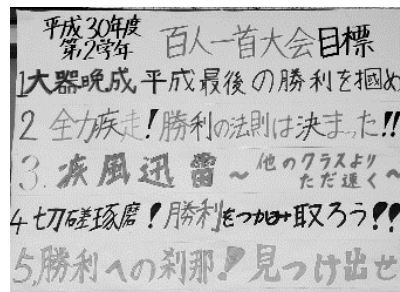 平成30年度
第2学年
百人一首大会目標
1大器晩成 平成最後の勝利を掴め
2 全力疾走！勝利の法則は決まった!!
3.疾風迅雷〜他のクラスより
ただ速く〜
4切磋琢磨！勝利をつかみ取ろう!!
5,勝利への刹那！見つけ出せ